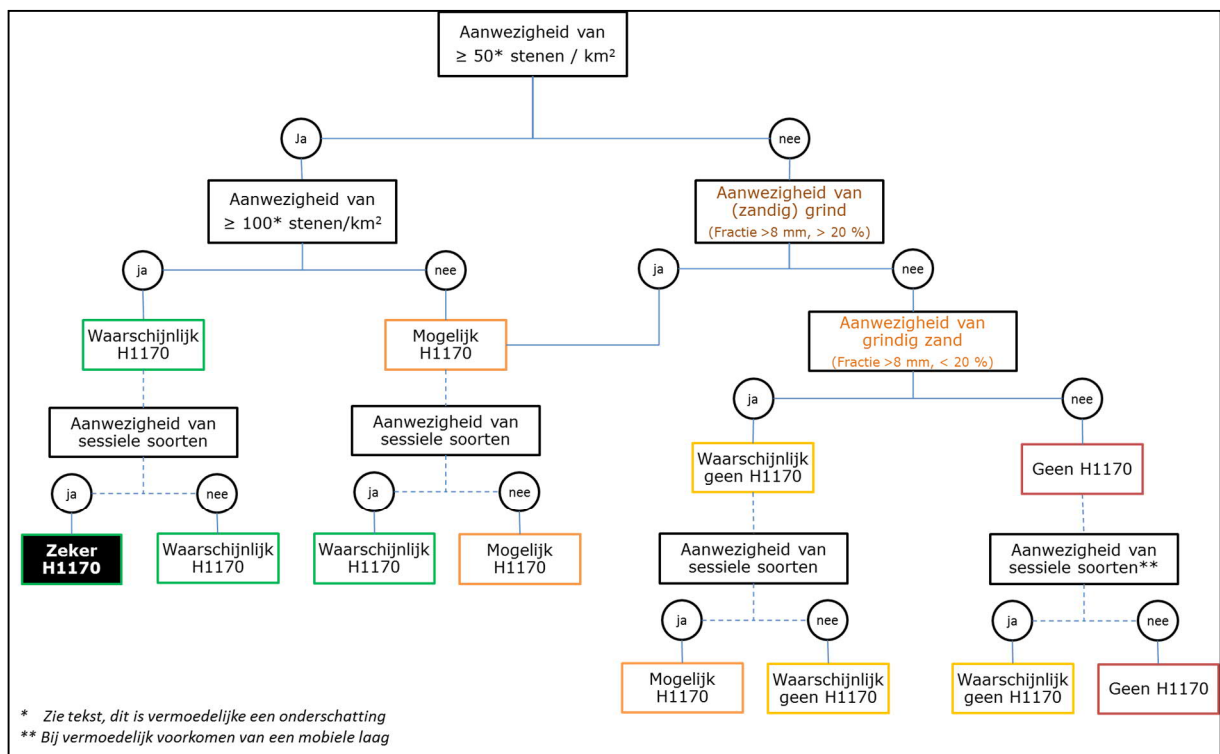 Aanwezigheid van
≥ 50* stenen / km²
Ja
nee
Aanwezigheid van
≥ 100* stenen/km²
Aanwezigheid van
(zandig) grind
(Fractie >8 mm, > 20 %)
ja
nee
ja
nee
Waarschijnlijk
H1170
Mogelijk
H1170
Aanwezigheid van
grindig zand
(Fractie >8 mm, < 20 %)
Aanwezigheid van
sessiele soorten
Aanwezigheid van
sessiele soorten
ja
nee
Waarschijnlijk
geen H1170
Geen H1170
ja
nee
ja
nee
Zeker
H1170
Waarschijnlijk
H1170
Waarschijnlijk
H1170
Mogelijk
H1170
Aanwezigheid van
sessiele soorten
Aanwezigheid van
sessiele soorten**
ja
nee
ja
nee
Mogelijk
H1170
Waarschijnlijk
geen H1170
Waarschijnlijk
geen H1170
Geen H1170
* Zie tekst, dit is vermoedelijke een onderschatting
** Bij vermoedelijk voorkomen van een mobiele laag